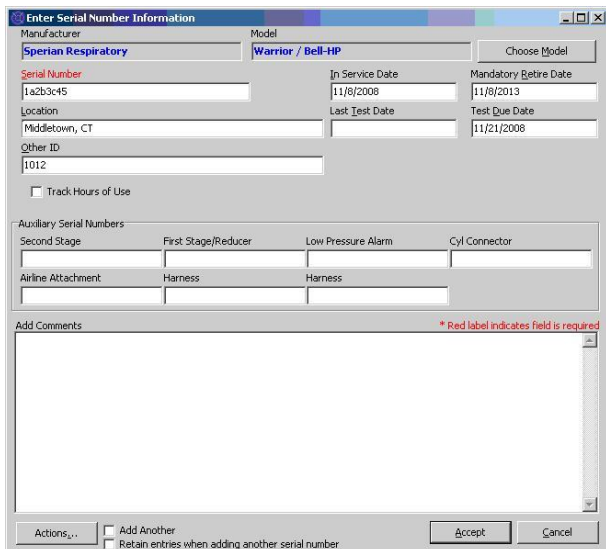 Enter Serial Number Information
Manufacturer Model
Sperian Respiratory Warrior / Bell-HP Choose Model
Serial Number In Service Date Mandatory Retire Date
1a2b3c45 11/8/2008 11/8/2013
Location Last Test Date Test Due Date
Middletown, CT 11/21/2008
Other ID
1012
Track Hours of Use
Auxiliary Serial Numbers
Second Stage First Stage/Reducer Low Pressure Alarm Cyl Connector
Airline Attachment Harness Harness
Add Comments * Red label indicates field is required
Actions... Add Another Accept Cancel
Retain entries when adding another serial number